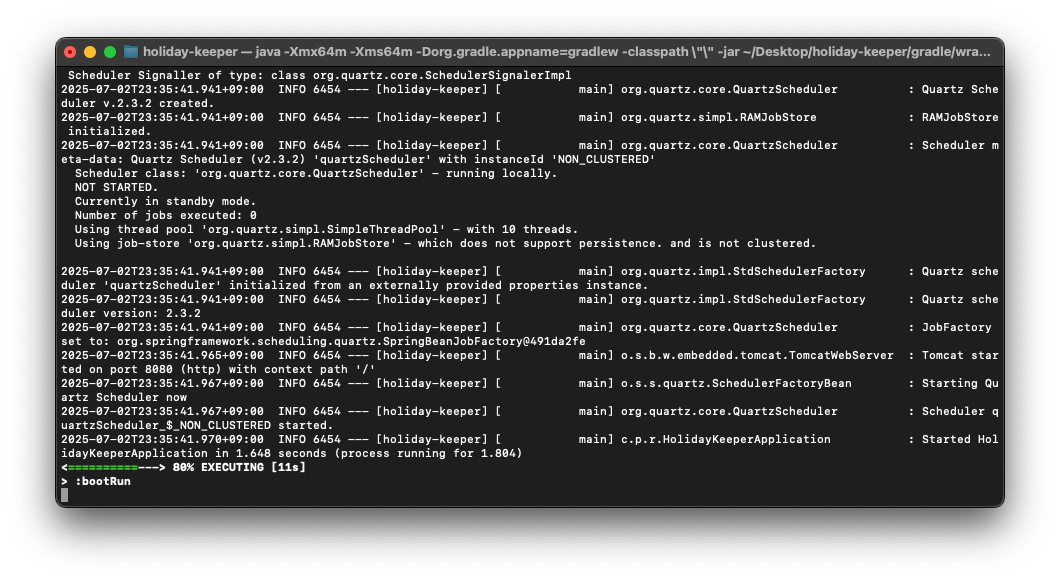 holiday-keeper — java -Xmx64m -Xms64m -Dorg.gradle.appname=gradlew -classpath \"\" -jar ~/Desktop/holiday-keeper/gradle/wra...
Scheduler Signaller of type: class org.quartz.core.SchedulerSignalerImpl
2025-07-02T23:35:41.941+09:00  INFO 6454 --- [holiday-keeper] [           main] org.quartz.core.QuartzScheduler          : Quartz Sche
duler v.2.3.2 created.
2025-07-02T23:35:41.941+09:00  INFO 6454 --- [holiday-keeper] [           main] org.quartz.simpl.RAMJobStore             : RAMJobStore
 initialized.
2025-07-02T23:35:41.941+09:00  INFO 6454 --- [holiday-keeper] [           main] org.quartz.core.QuartzScheduler          : Scheduler m
eta-data: Quartz Scheduler (v2.3.2) 'quartzScheduler' with instanceId 'NON_CLUSTERED'
  Scheduler class: 'org.quartz.core.QuartzScheduler' - running locally.
  NOT STARTED.
  Currently in standby mode.
  Number of jobs executed: 0
  Using thread pool 'org.quartz.simpl.SimpleThreadPool' - with 10 threads.
  Using job-store 'org.quartz.simpl.RAMJobStore' - which does not support persistence. and is not clustered.
2025-07-02T23:35:41.941+09:00  INFO 6454 --- [holiday-keeper] [           main] org.quartz.impl.StdSchedulerFactory      : Quartz sche
duler 'quartzScheduler' initialized from an externally provided properties instance.
2025-07-02T23:35:41.941+09:00  INFO 6454 --- [holiday-keeper] [           main] org.quartz.impl.StdSchedulerFactory      : Quartz sche
duler version: 2.3.2
2025-07-02T23:35:41.941+09:00  INFO 6454 --- [holiday-keeper] [           main] org.quartz.core.QuartzScheduler          : JobFactory 
set to: org.springframework.scheduling.quartz.SpringBeanJobFactory@491da2fe
2025-07-02T23:35:41.965+09:00  INFO 6454 --- [holiday-keeper] [           main] o.s.b.w.embedded.tomcat.TomcatWebServer  : Tomcat star
ted on port 8080 (http) with context path '/'
2025-07-02T23:35:41.967+09:00  INFO 6454 --- [holiday-keeper] [           main] o.s.s.quartz.SchedulerFactoryBean        : Starting Qu
artz Scheduler now
2025-07-02T23:35:41.967+09:00  INFO 6454 --- [holiday-keeper] [           main] org.quartz.core.QuartzScheduler          : Scheduler q
uartzScheduler_$_NON_CLUSTERED started.
2025-07-02T23:35:41.970+09:00  INFO 6454 --- [holiday-keeper] [           main] c.p.r.HolidayKeeperApplication           : Started Hol
idayKeeperApplication in 1.648 seconds (process running for 1.804)
<==========---> 80% EXECUTING [11s]
> :bootRun